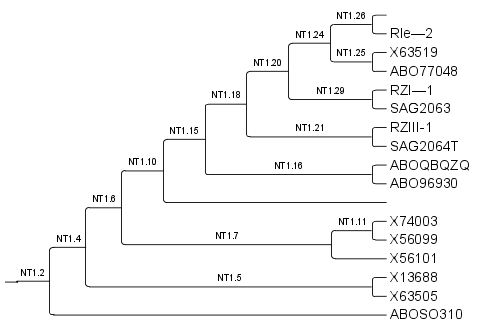 NT1.26
NT1.24
Rle—2
NT1.25
X63519
NT1.20
ABO77048
NT1.29
RZI—1
NT1.18
SAG2063
NT1.21
RZIII-1
NT1.15
SAG2064T
NT1.16
ABOQBQZQ
NT1.10
ABO96930
NT1.6
NT1.11
X74003
NT1.7
X56099
NT1.4
X56101
NT1.2
NT1.5
X13688
X63505
ABOSO310